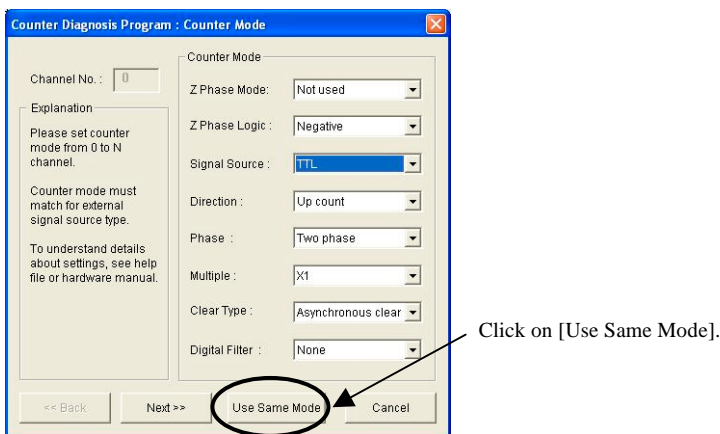 Counter Diagnosis Program : Counter Mode
Channel No. : 0
Explanation
Please set counter
mode from 0 to N
channel.
Counter mode must
match for external
signal source type.
To understand details
about settings, see help
file or hardware manual.
Counter Mode
Z Phase Mode: Not used
Z Phase Logic : Negative
Signal Source : TTL
Direction : Up count
Phase : Two phase
Multiple : X1
Clear Type : Asynchronous clear
Digital Filter : None
<< Back Next >> Use Same Mode Cancel
Click on [Use Same Mode].